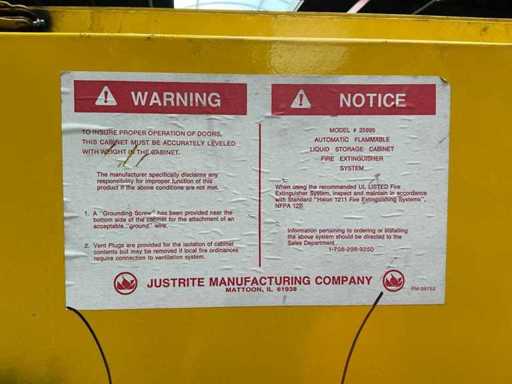 WARNING
TO INSURE PROPER OPERATION OF DOORS,
THIS CABINET MUST BE ACCURATELY LEVELED
WITH WEIGHT IN THE CABINET.
The manufacturer specifically disclaims any
responsibility for improper function of this
product if the above conditions are not met.
1. A "Grounding Screw" has been provided near the
bottom side of the cabinet for the attachment of an
acceptable "ground" wire.
2. Vent Plugs are provided for the isolation of cabinet
contents but may be removed if local fire ordinances
require connection to ventilation system.
NOTICE
MODEL #
AUTOMATIC FLAMMABLE
LIQUID STORAGE CABINET
FIRE EXTINGUISHER
SYSTEM
When using the recommended UL LISTED Fire
Extinguisher System, inspect and maintain in accordance
with Standard "Halon 1211 Fire Extinguishing Systems",
NFPA 12B
Information pertaining to ordering or installing
the above system should be directed to the
Sales Department
1-708-298-9250
JUSTRITE MANUFACTURING COMPANY
MATTOON, IL 61938